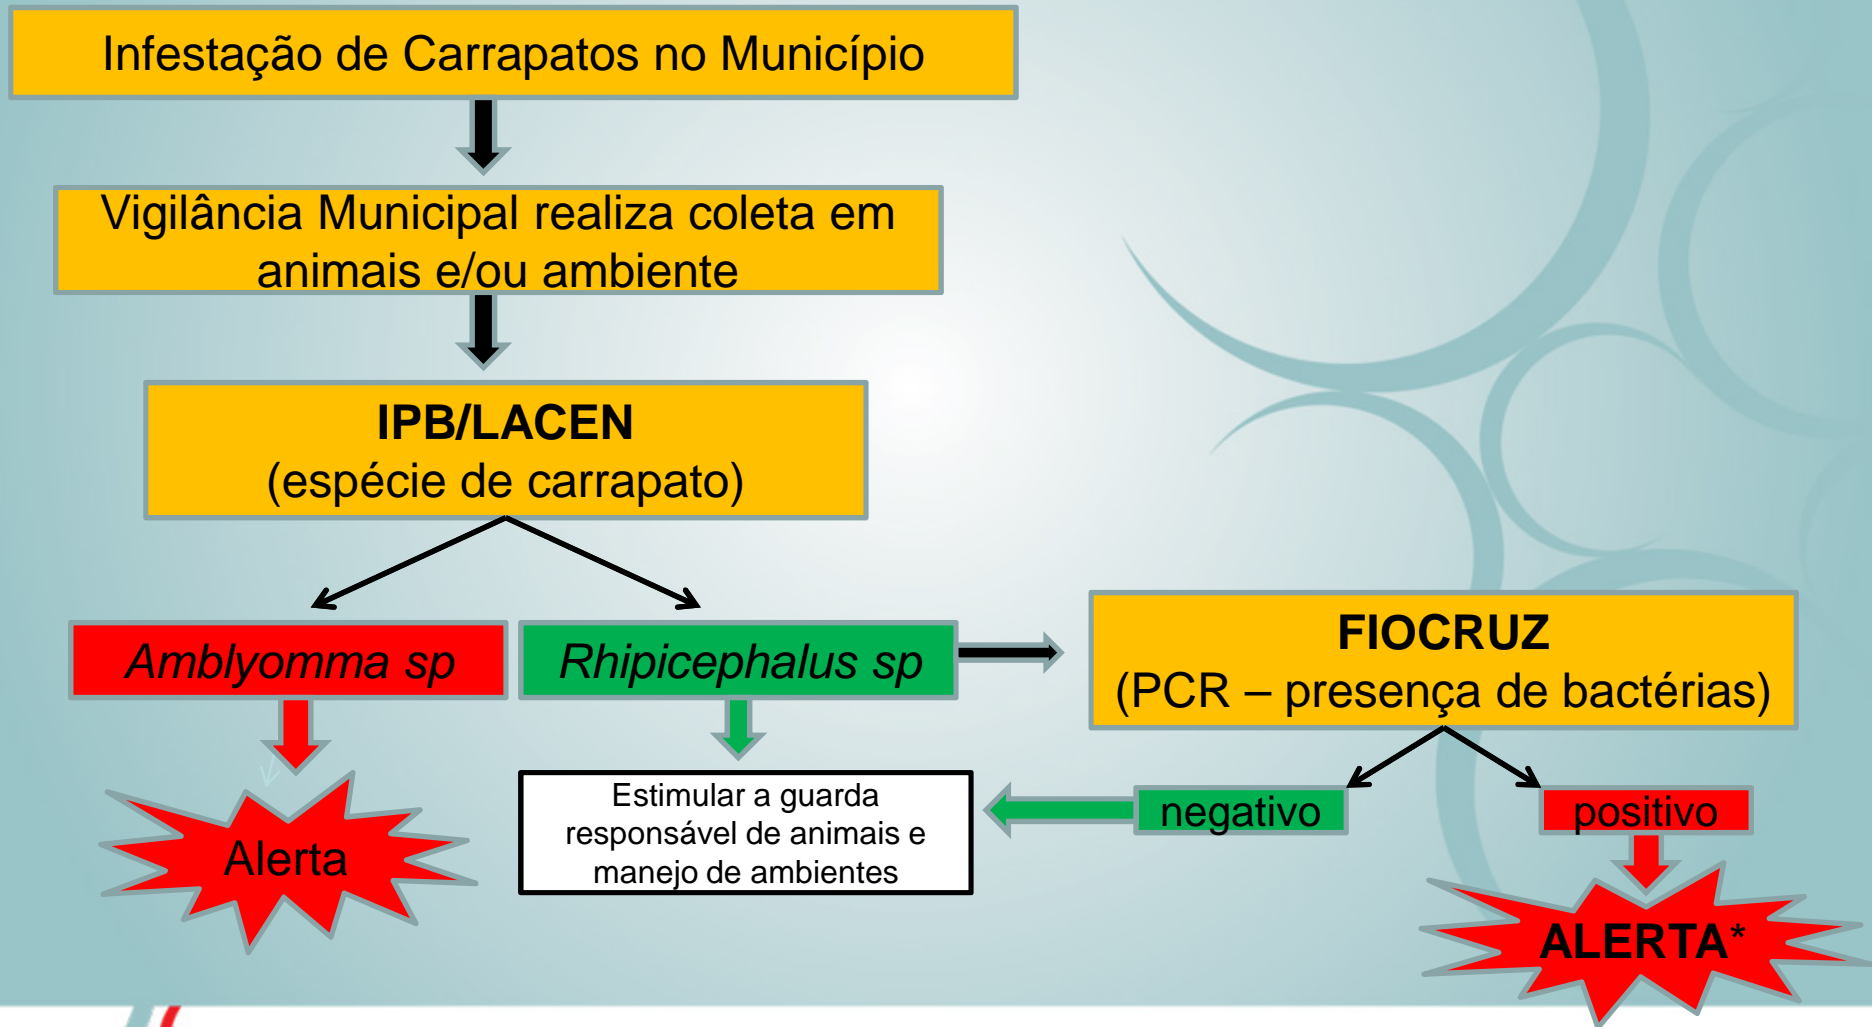 Infestação de Carrapatos no Município
Vigilância Municipal realiza coleta em
animais e/ou ambiente
IPB/LACEN
(espécie de carrapato)
Amblyomma sp
Rhipicephalus sp
FIOCRUZ
(PCR – presença de bactérias)
Alerta
Estimular a guarda
responsável de animais e
manejo de ambientes
negativo
positivo
ALERTA*